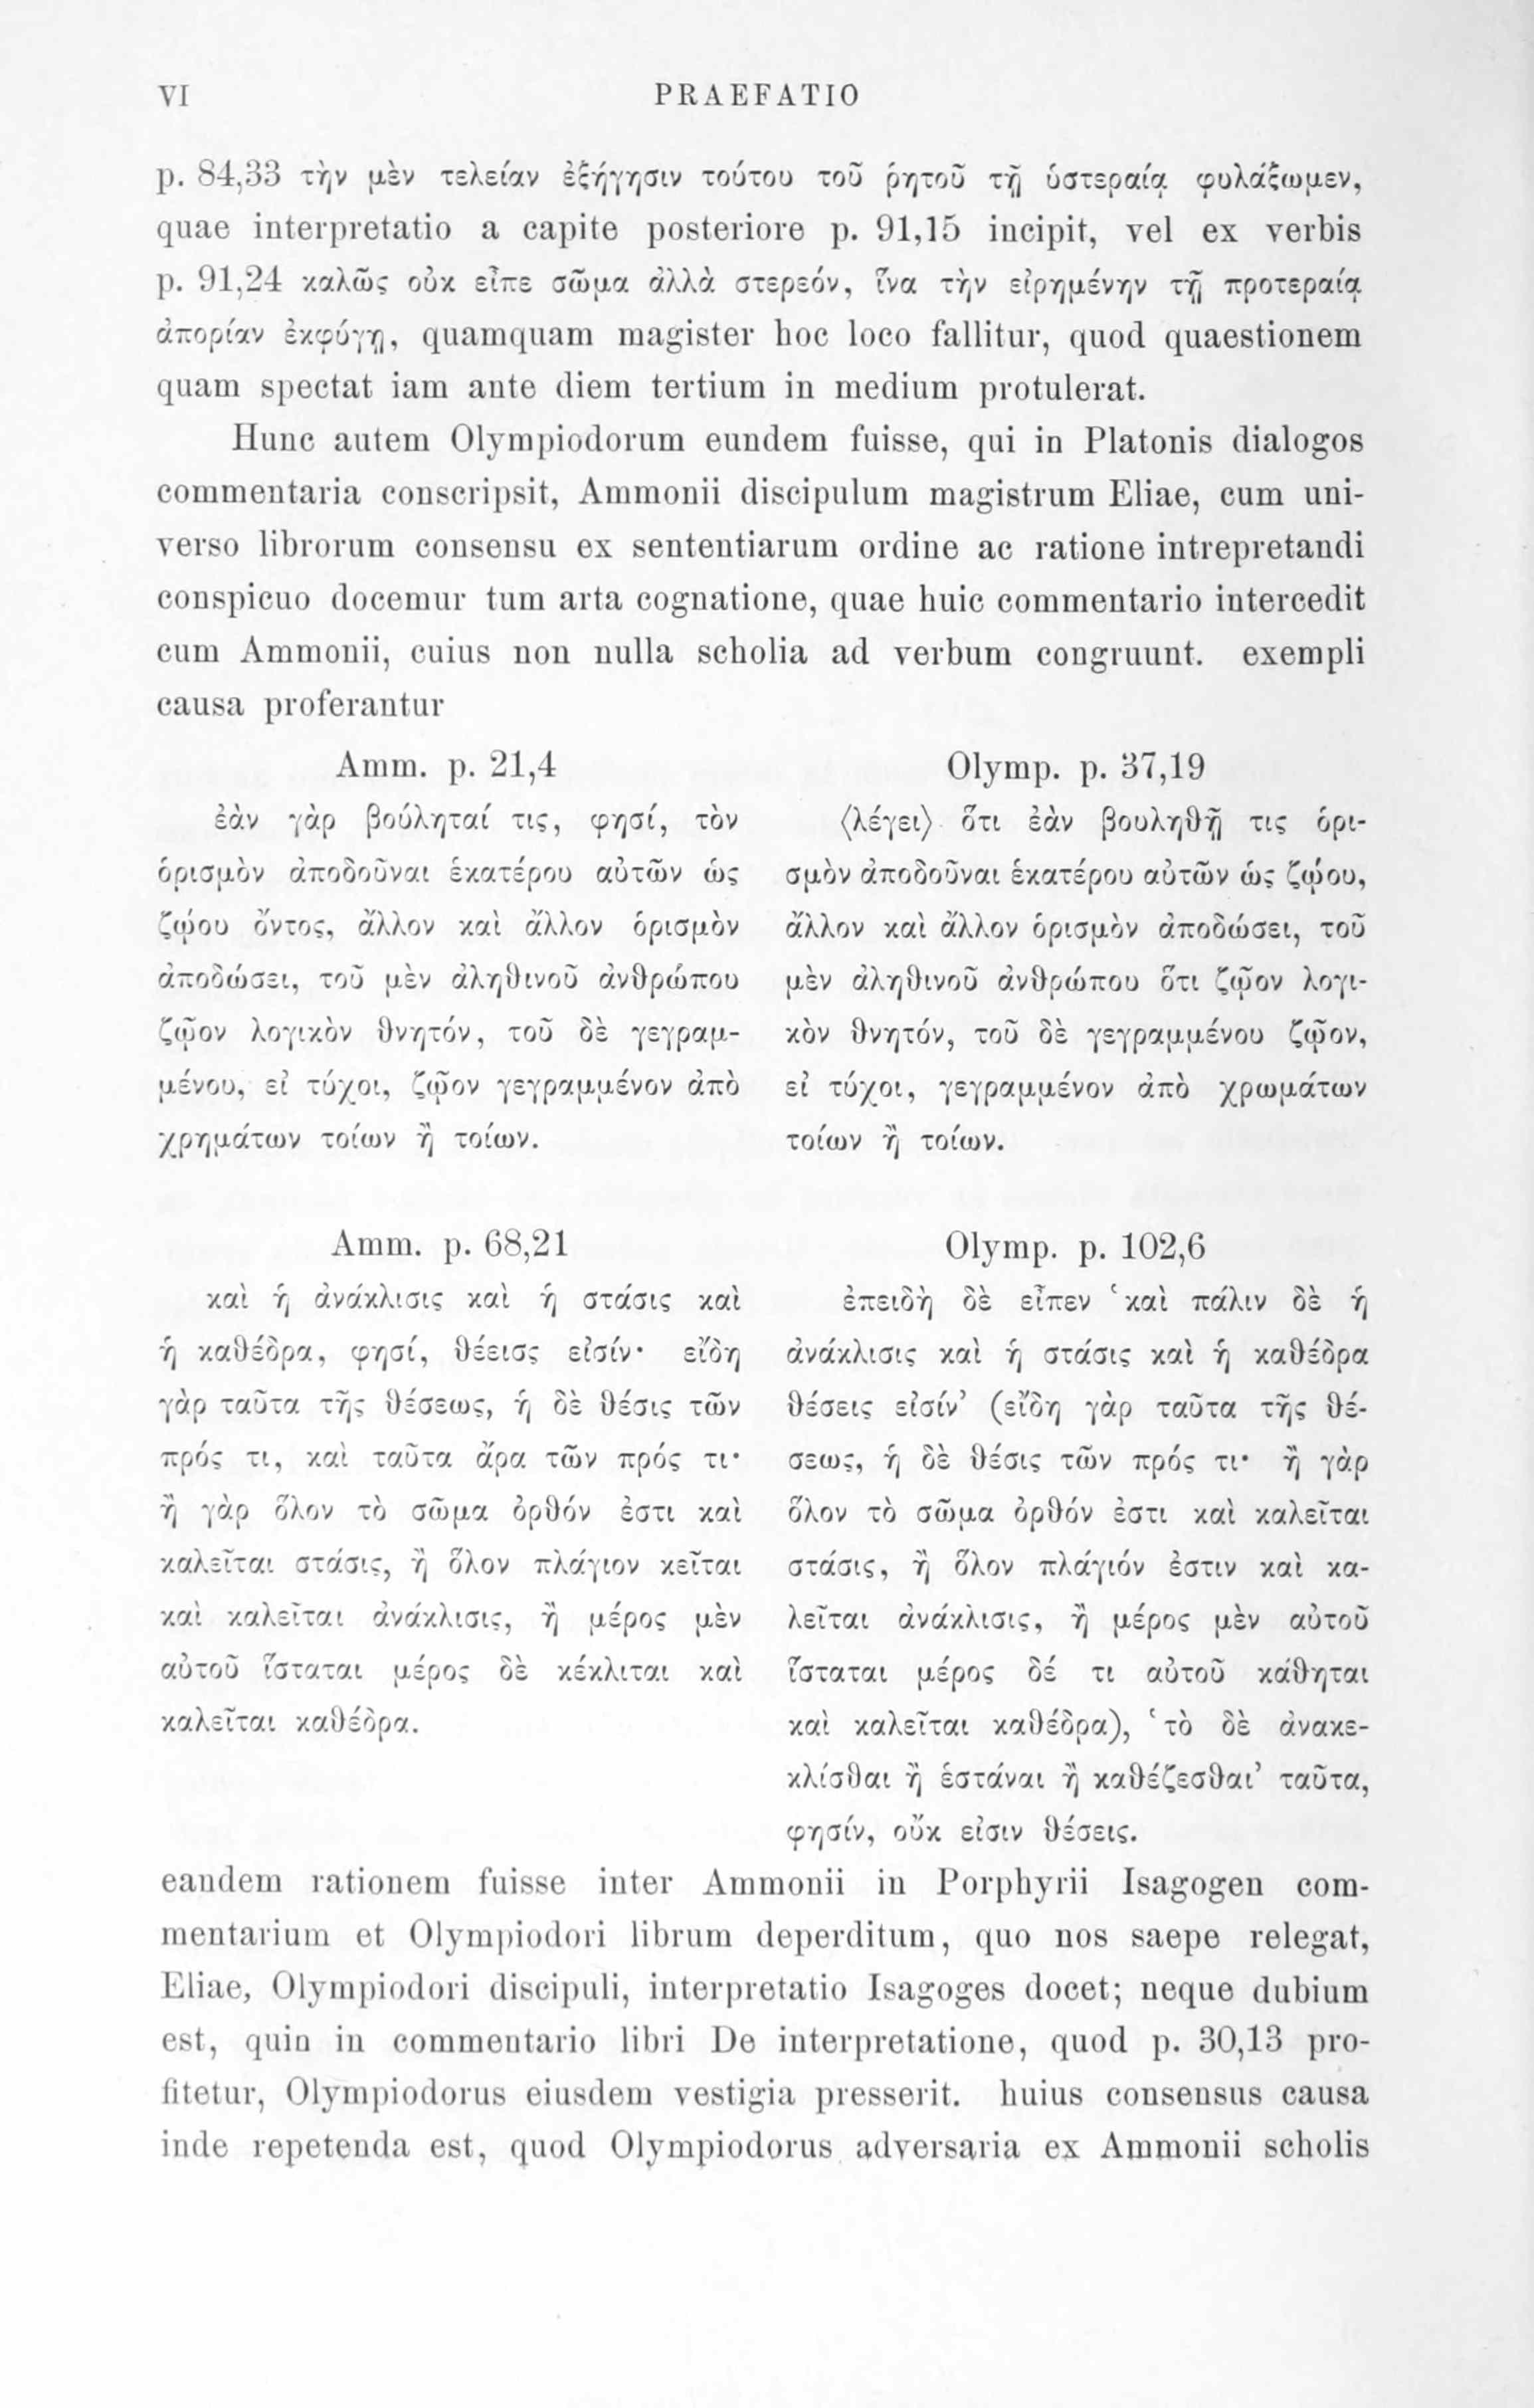 VI PRAEFATIO
p. 84,33 τὴν μὲν τελείαν ἐξήγησιν τούτου τοῦ ῥητοῦ τῇ ὑστεραίᾳ φυλάξωμεν,
quae interpretatio a capite posteriore p. 91,15 incipit, vel ex verbis
p. 91,24 καλῶς οὐκ εἶπε σῶμα ἀλλὰ στερεόν, ἵνα τὴν εἰρημένην τῇ προτεραίᾳ
ἀπορίαν ἐκφύγῃ, quamquam magister hoc loco fallitur, quod quaestionem
quam spectat iam ante diem tertium in medium protulerat.
Hunc autem Olympiodorum eundem fuisse, qui in Platonis dialogos
commentaria conscripsit, Ammonii discipulum magistrum Eliae, cum uni-
verso librorum consensu ex sententiarum ordine ac ratione intrepretandi
conspicuo docemur tum arta cognatione, quae huic commentario intercedit
cum Ammonii, cuius non nulla scholia ad verbum congruunt. exempli
causa proferantur
Amm. p. 21,4
ἐὰν γὰρ βούληταί τις, φησί, τὸν
ὁρισμὸν ἀποδοῦναι ἑκατέρου αὐτῶν ὡς
ζῴου ὄντος, ἄλλον καὶ ἄλλον ὁρισμὸν
ἀποδώσει, τοῦ μὲν ἀληθινοῦ ἀνθρώπου
ζῷον λογικὸν θνητόν, τοῦ δὲ γεγραμ-
μένου, εἰ τύχοι, ζῷον γεγραμμένον ἀπὸ
χρημάτων τοίων ἢ τοίων.
Olymp. p. 37,19
⟨λέγει⟩ ὅτι ἐὰν βουληθῇ τις ὁρι-
σμὸν ἀποδοῦναι ἑκατέρου αὐτῶν ὡς ζῴου,
ἄλλον καὶ ἄλλον ὁρισμὸν ἀποδώσει, τοῦ
μὲν ἀληθινοῦ ἀνθρώπου ὅτι ζῷον λογι-
κὸν θνητόν, τοῦ δὲ γεγραμμένου ζῷον,
εἰ τύχοι, γεγραμμένον ἀπὸ χρωμάτων
τοίων ἢ τοίων.
Amm. p. 68,21
καὶ ἡ ἀνάκλισις καὶ ἡ στάσις καὶ
ἡ καθέδρα, φησί, θέεισς εἰσίν· εἴδη
γὰρ ταῦτα τῆς θέσεως, ἡ δὲ θέσις τῶν
πρός τι, καὶ ταῦτα ἄρα τῶν πρός τι·
ἢ γὰρ ὅλον τὸ σῶμα ὀρθόν ἐστι καὶ
καλεῖται στάσις, ἢ ὅλον πλάγιον κεῖται
καὶ καλεῖται ἀνάκλισις, ἢ μέρος μὲν
αὐτοῦ ἵσταται μέρος δὲ κέκλιται καὶ
καλεῖται καθέδρα.
Olymp. p. 102,6
ἐπειδὴ δὲ εἶπεν ‘καὶ πάλιν δὲ ἡ
ἀνάκλισις καὶ ἡ στάσις καὶ ἡ καθέδρα
θέσεις εἰσίν’ (εἴδη γὰρ ταῦτα τῆς θέ-
σεως, ἡ δὲ θέσις τῶν πρός τι· ἢ γὰρ
ὅλον τὸ σῶμα ὀρθόν ἐστι καὶ καλεῖται
στάσις, ἢ ὅλον πλάγιόν ἐστιν καὶ κα-
λεῖται ἀνάκλισις, ἢ μέρος μὲν αὐτοῦ
ἵσταται μέρος δέ τι αὐτοῦ κάθηται
καὶ καλεῖται καθέδρα), ‘τὸ δὲ ἀνακε-
κλίσθαι ἢ ἑστάναι ἢ καθέζεσθαι’ ταῦτα,
φησίν, οὔκ εἰσιν θέσεις.
eandem rationem fuisse inter Ammonii in Porphyrii Isagogen com-
mentarium et Olympiodori librum deperditum, quo nos saepe relegat,
Eliae, Olympiodori discipuli, interpretatio Isagoges docet; neque dubium
est, quin in commentario libri De interpretatione, quod p. 30,13 pro-
fitetur, Olympiodorus eiusdem vestigia presserit. huius consensus causa
inde repetenda est, quod Olympiodorus adversaria ex Ammonii scholis